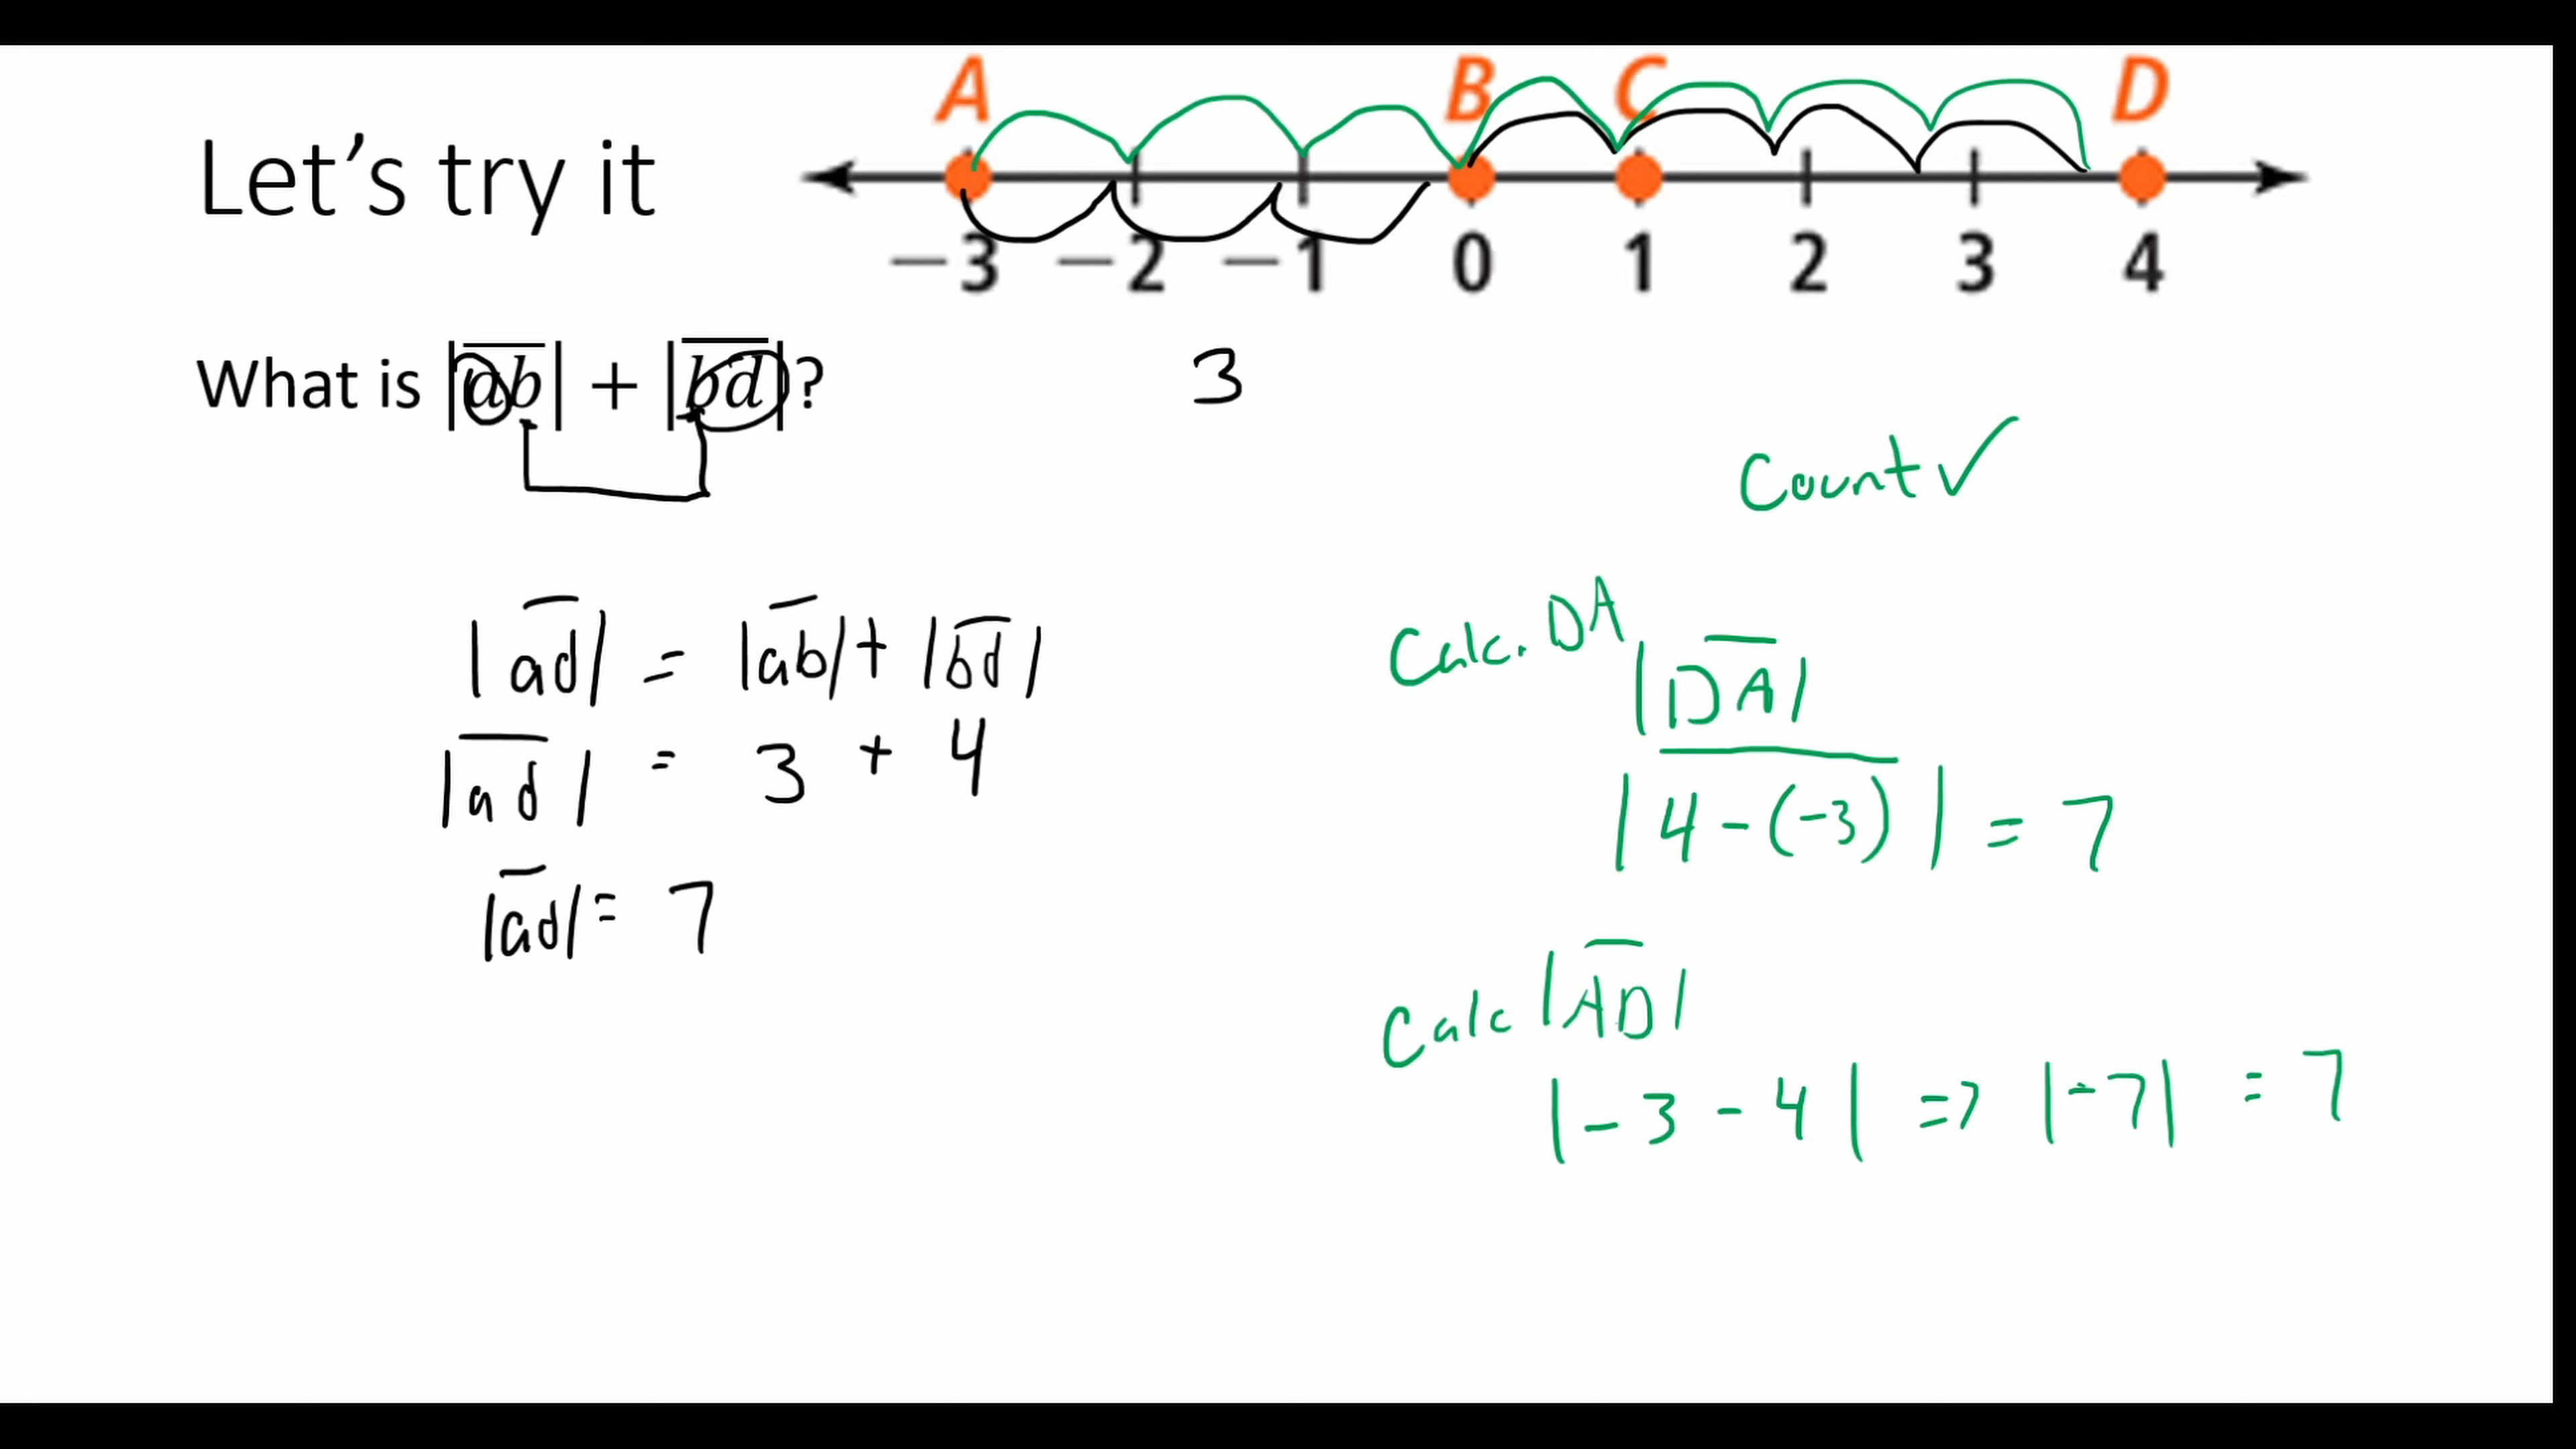 A B C D
Let's try it
−3 −2 −1 0 1 2 3 4
What is |ab| + |bd|?
3
Count ✓
|ad| = |ab| + |bd|
|ad| = 3 + 4
|ad| = 7
Calc. DA
|DA|
|4 - (-3)| = 7
Calc |AD|
|-3 - 4| => |-7| = 7